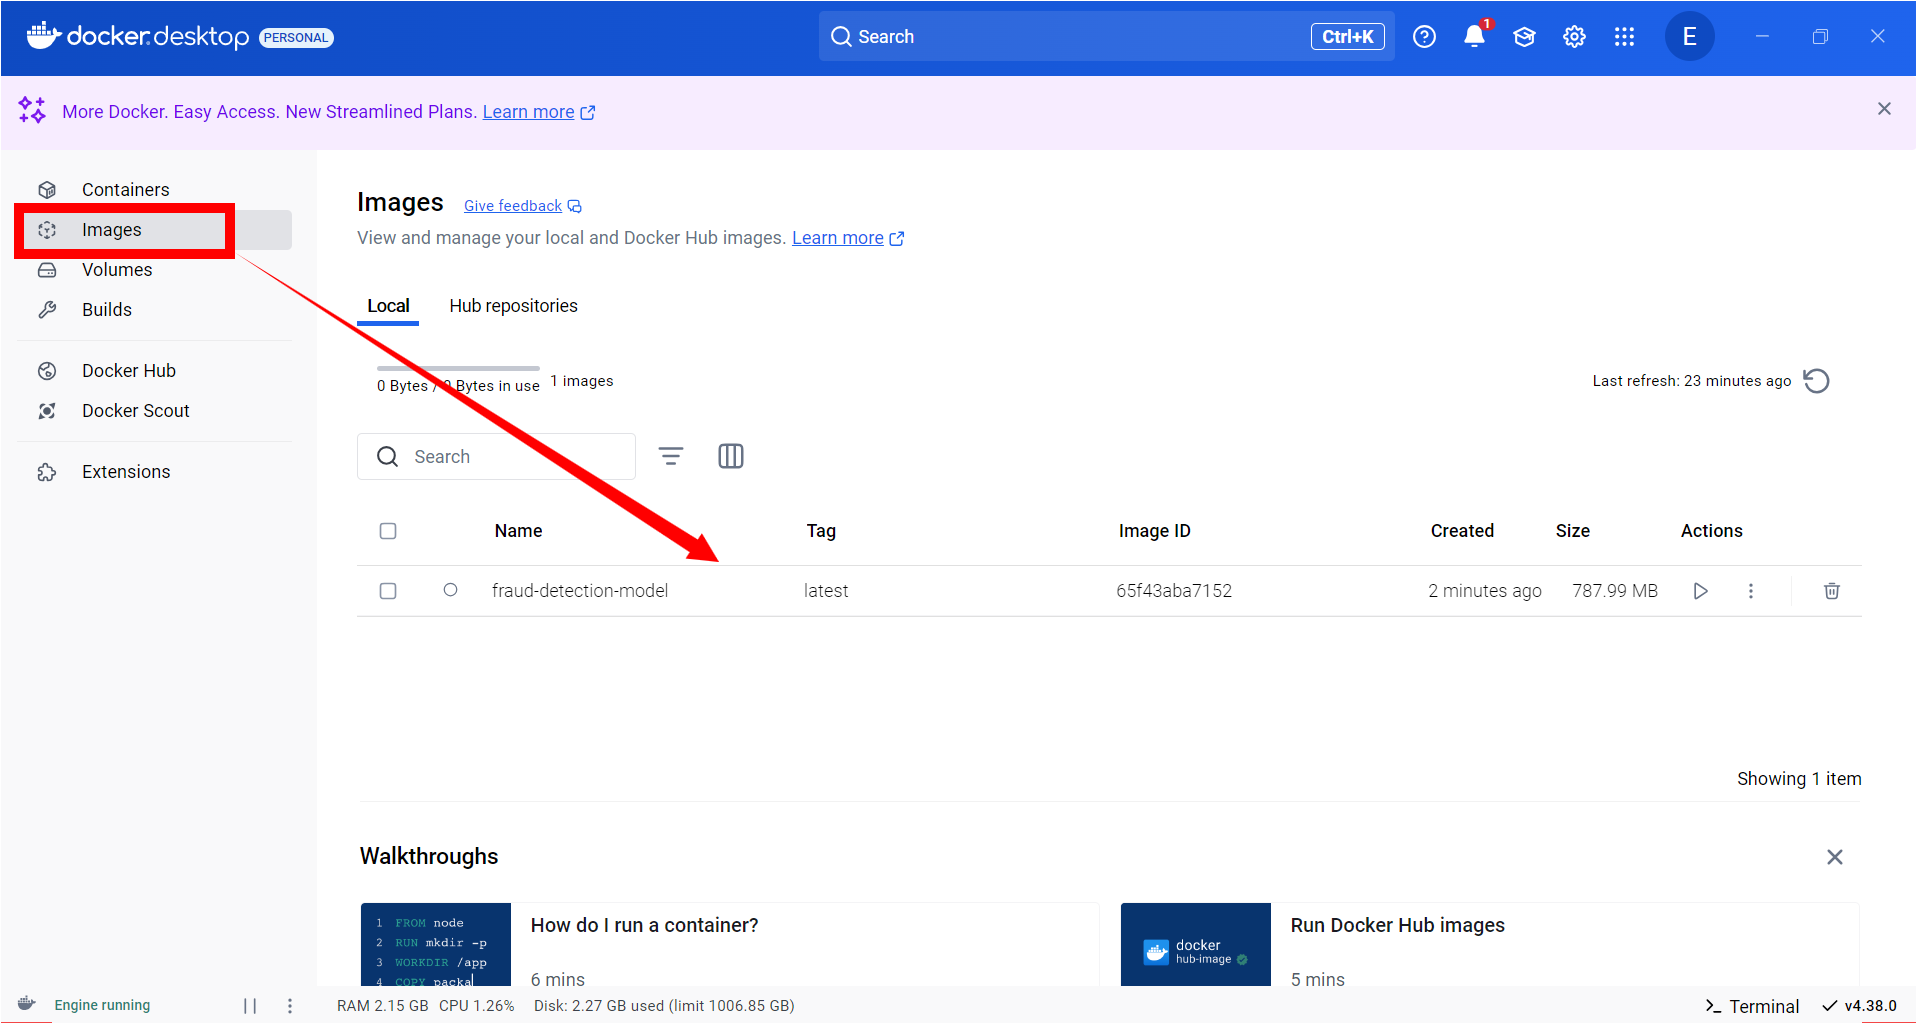 docker.desktop PERSONAL
Search Ctrl+K 1 E
More Docker. Easy Access. New Streamlined Plans. Learn more
Containers
Images
Volumes
Builds
Docker Hub
Docker Scout
Extensions
Images Give feedback
View and manage your local and Docker Hub images. Learn more
Local Hub repositories
0 Bytes / 0 Bytes in use 1 images
Last refresh: 23 minutes ago
Search
Name Tag Image ID Created Size Actions
fraud-detection-model latest 65f43aba7152 2 minutes ago 787.99 MB
Showing 1 item
Walkthroughs
1 FROM node
2 RUN mkdir -p
3 WORKDIR /app
4 COPY packa
How do I run a container?
6 mins
docker
hub-image
Run Docker Hub images
5 mins
Engine running RAM 2.15 GB CPU 1.26% Disk: 2.27 GB used (limit 1006.85 GB) Terminal v4.38.0